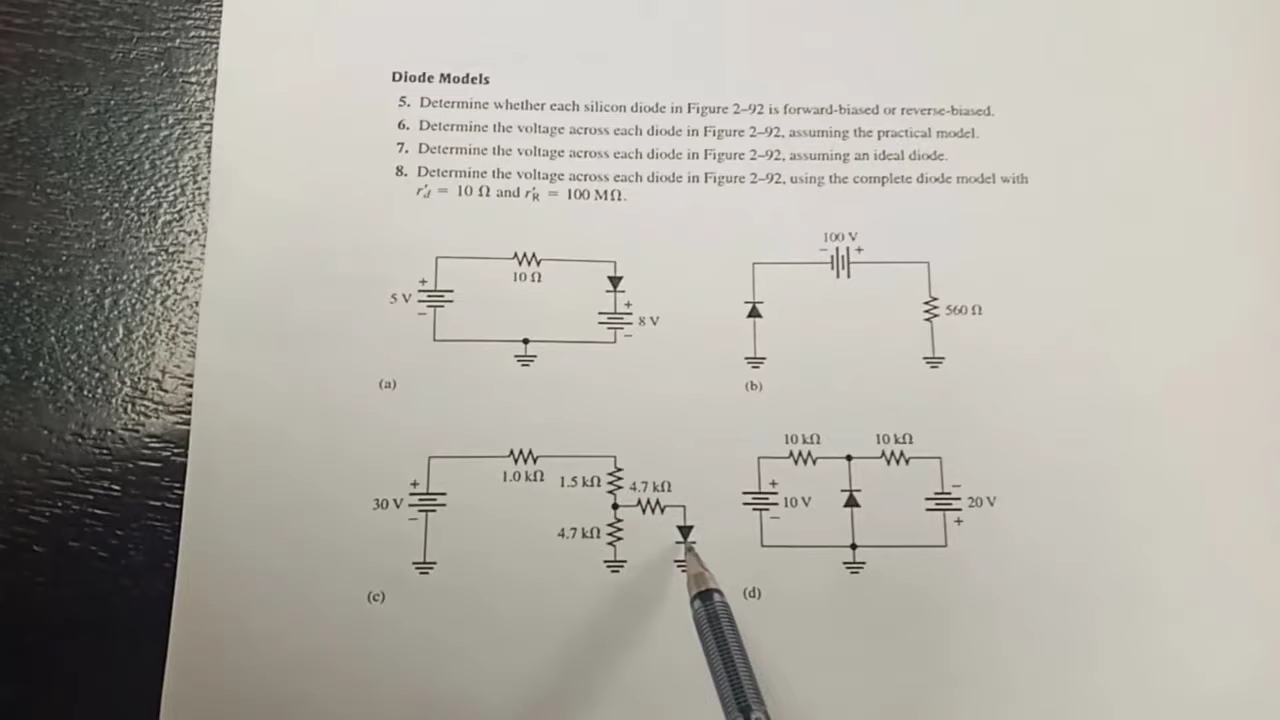 Diode Models
5. Determine whether each silicon diode in Figure 2–92 is forward-biased or reverse-biased.
6. Determine the voltage across each diode in Figure 2–92, assuming the practical model.
7. Determine the voltage across each diode in Figure 2–92, assuming an ideal diode.
8. Determine the voltage across each diode in Figure 2–92, using the complete diode model with
r′d = 10 Ω and r′R = 100 MΩ.
100 V
− +
10 Ω
+
5 V
−
+
8 V
−
560 Ω
(a)
(b)
10 kΩ 10 kΩ
1.0 kΩ 1.5 kΩ 4.7 kΩ
+
30 V
−
4.7 kΩ
+
10 V
−
−
20 V
+
(c)
(d)